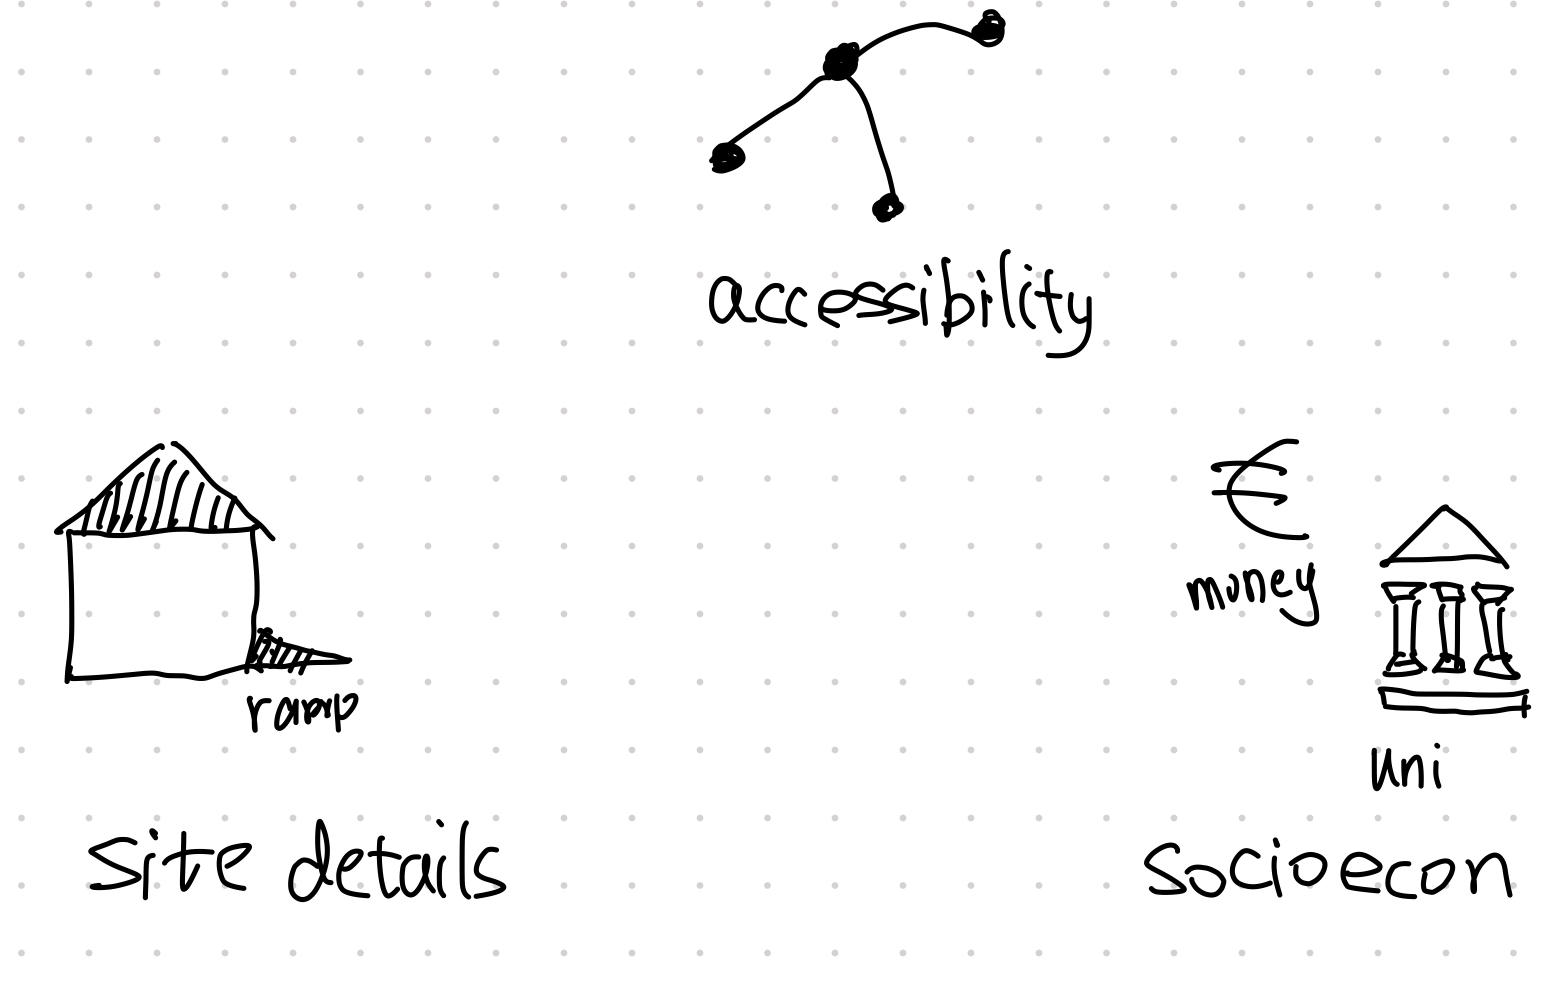 accessibility
€
money
ramp
uni
site details
socioecon